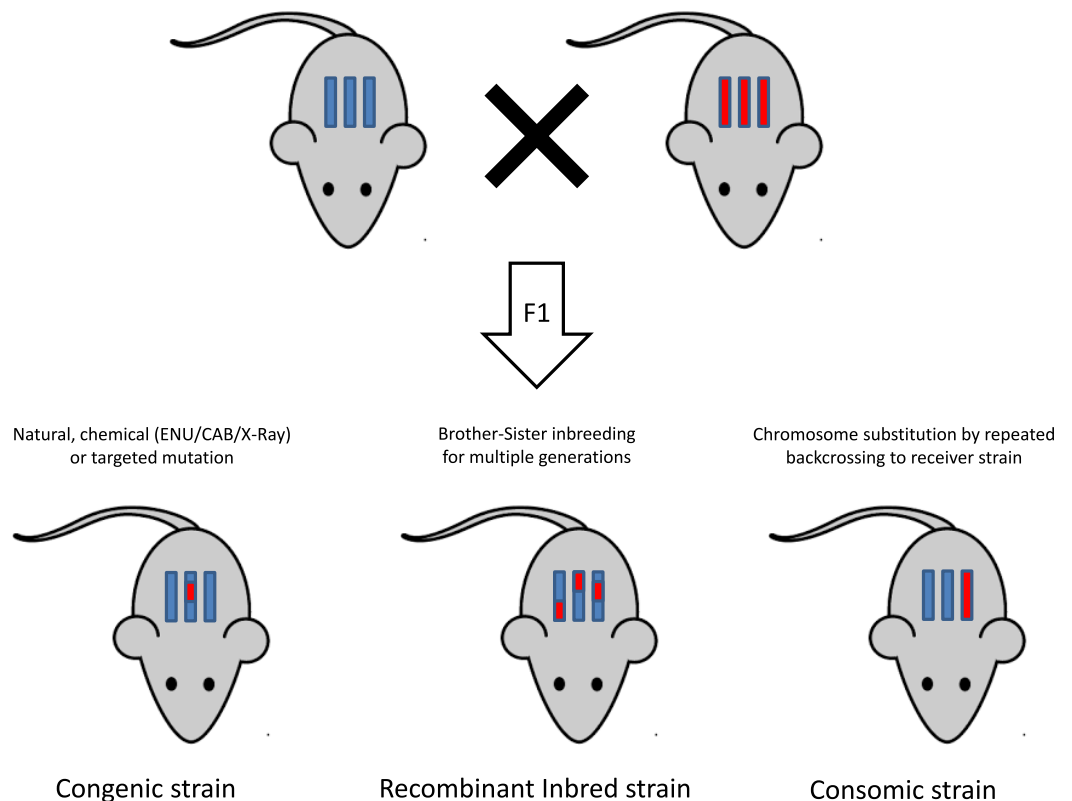 F1
Natural, chemical (ENU/CAB/X-Ray)
or targeted mutation
Brother-Sister inbreeding
for multiple generations
Chromosome substitution by repeated
backcrossing to receiver strain
Congenic strain
Recombinant Inbred strain
Consomic strain